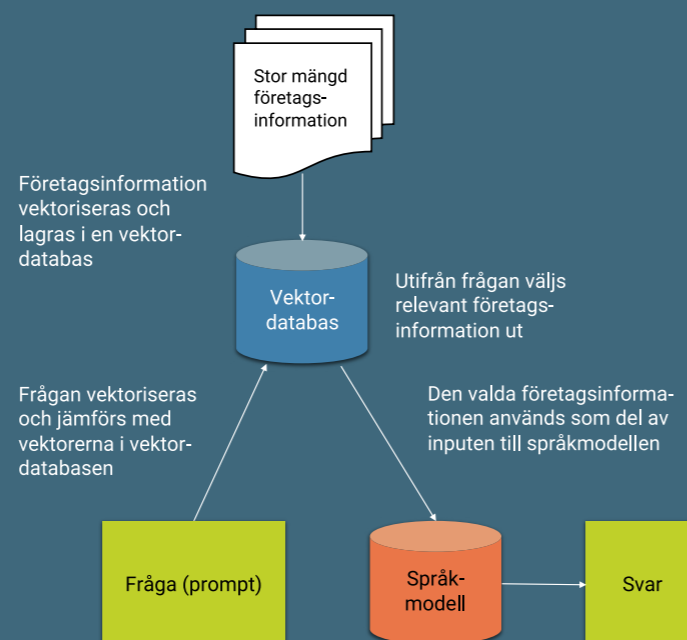 Stor mängd
företags-
information
Företagsinformation
vektoriseras och
lagras i en vektor-
databas
Vektor-
databas
Utifrån frågan väljs
relevant företags-
information ut
Frågan vektoriseras
och jämförs med
vektorerna i vektor-
databasen
Den valda företagsinforma-
tionen används som del av
inputen till språkmodellen
Fråga (prompt)
Språk-
modell
Svar